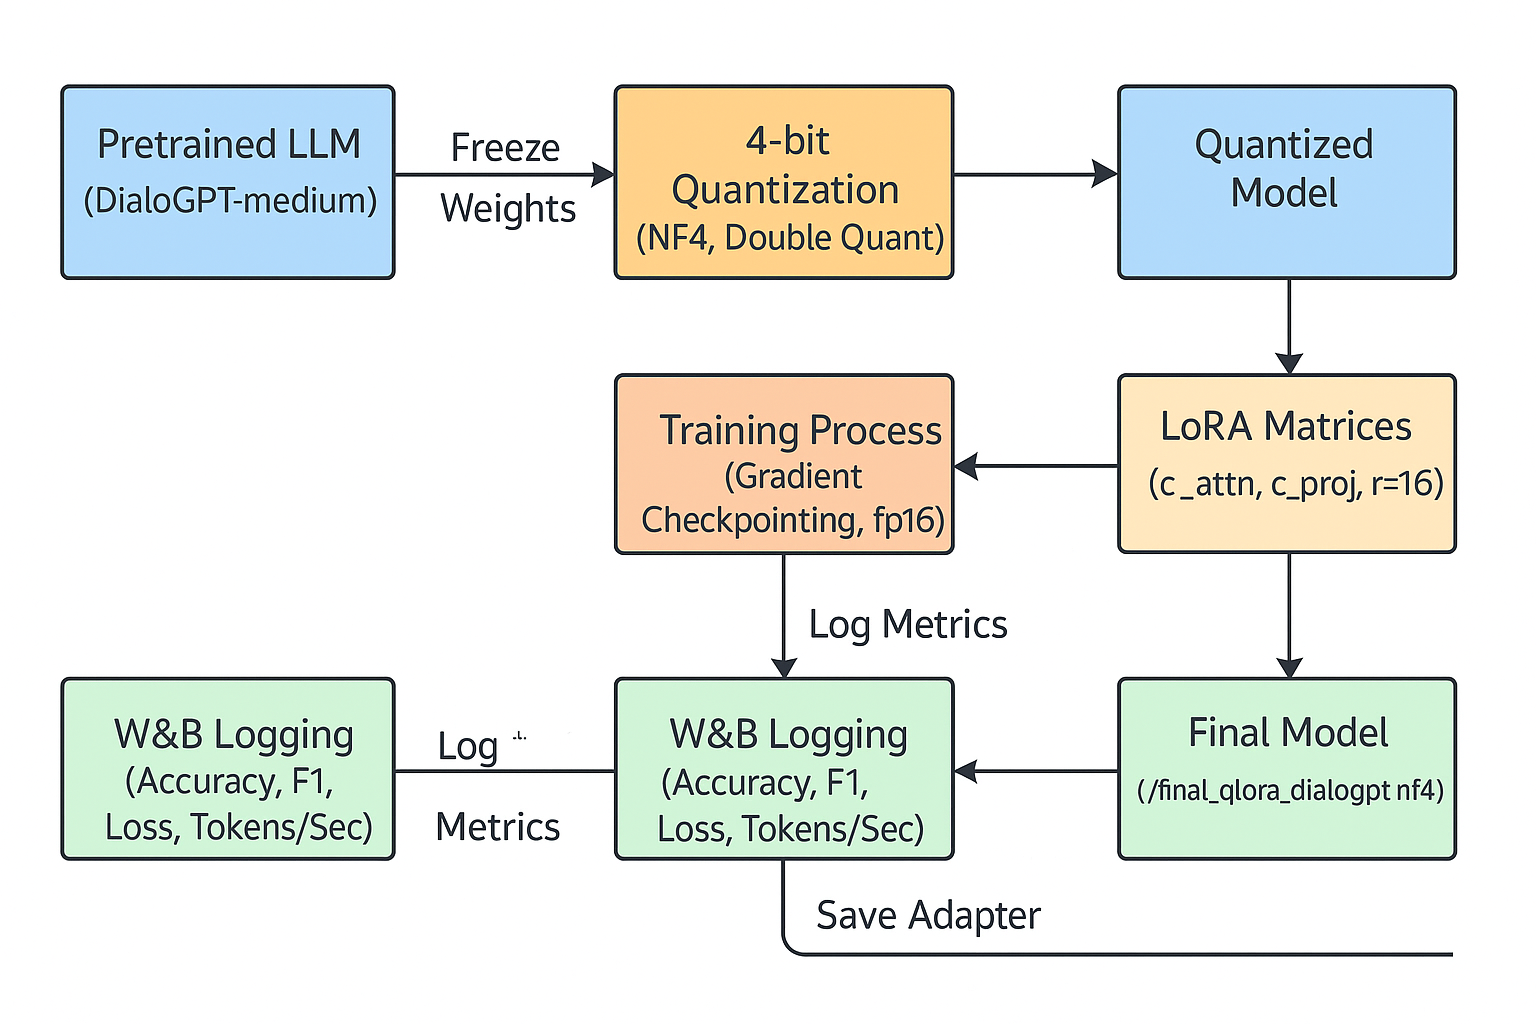 Pretrained LLM
(DialoGPT-medium)
Freeze
Weights
4-bit
Quantization
(NF4, Double Quant)
Quantized
Model
Training Process
(Gradient
Checkpointing, fp16)
LoRA Matrices
(c_attn, c_proj, r=16)
Log Metrics
W&B Logging
(Accuracy, F1,
Loss, Tokens/Sec)
Log
Metrics
W&B Logging
(Accuracy, F1,
Loss, Tokens/Sec)
Final Model
(/final_qlora_dialogpt nf4)
Save Adapter